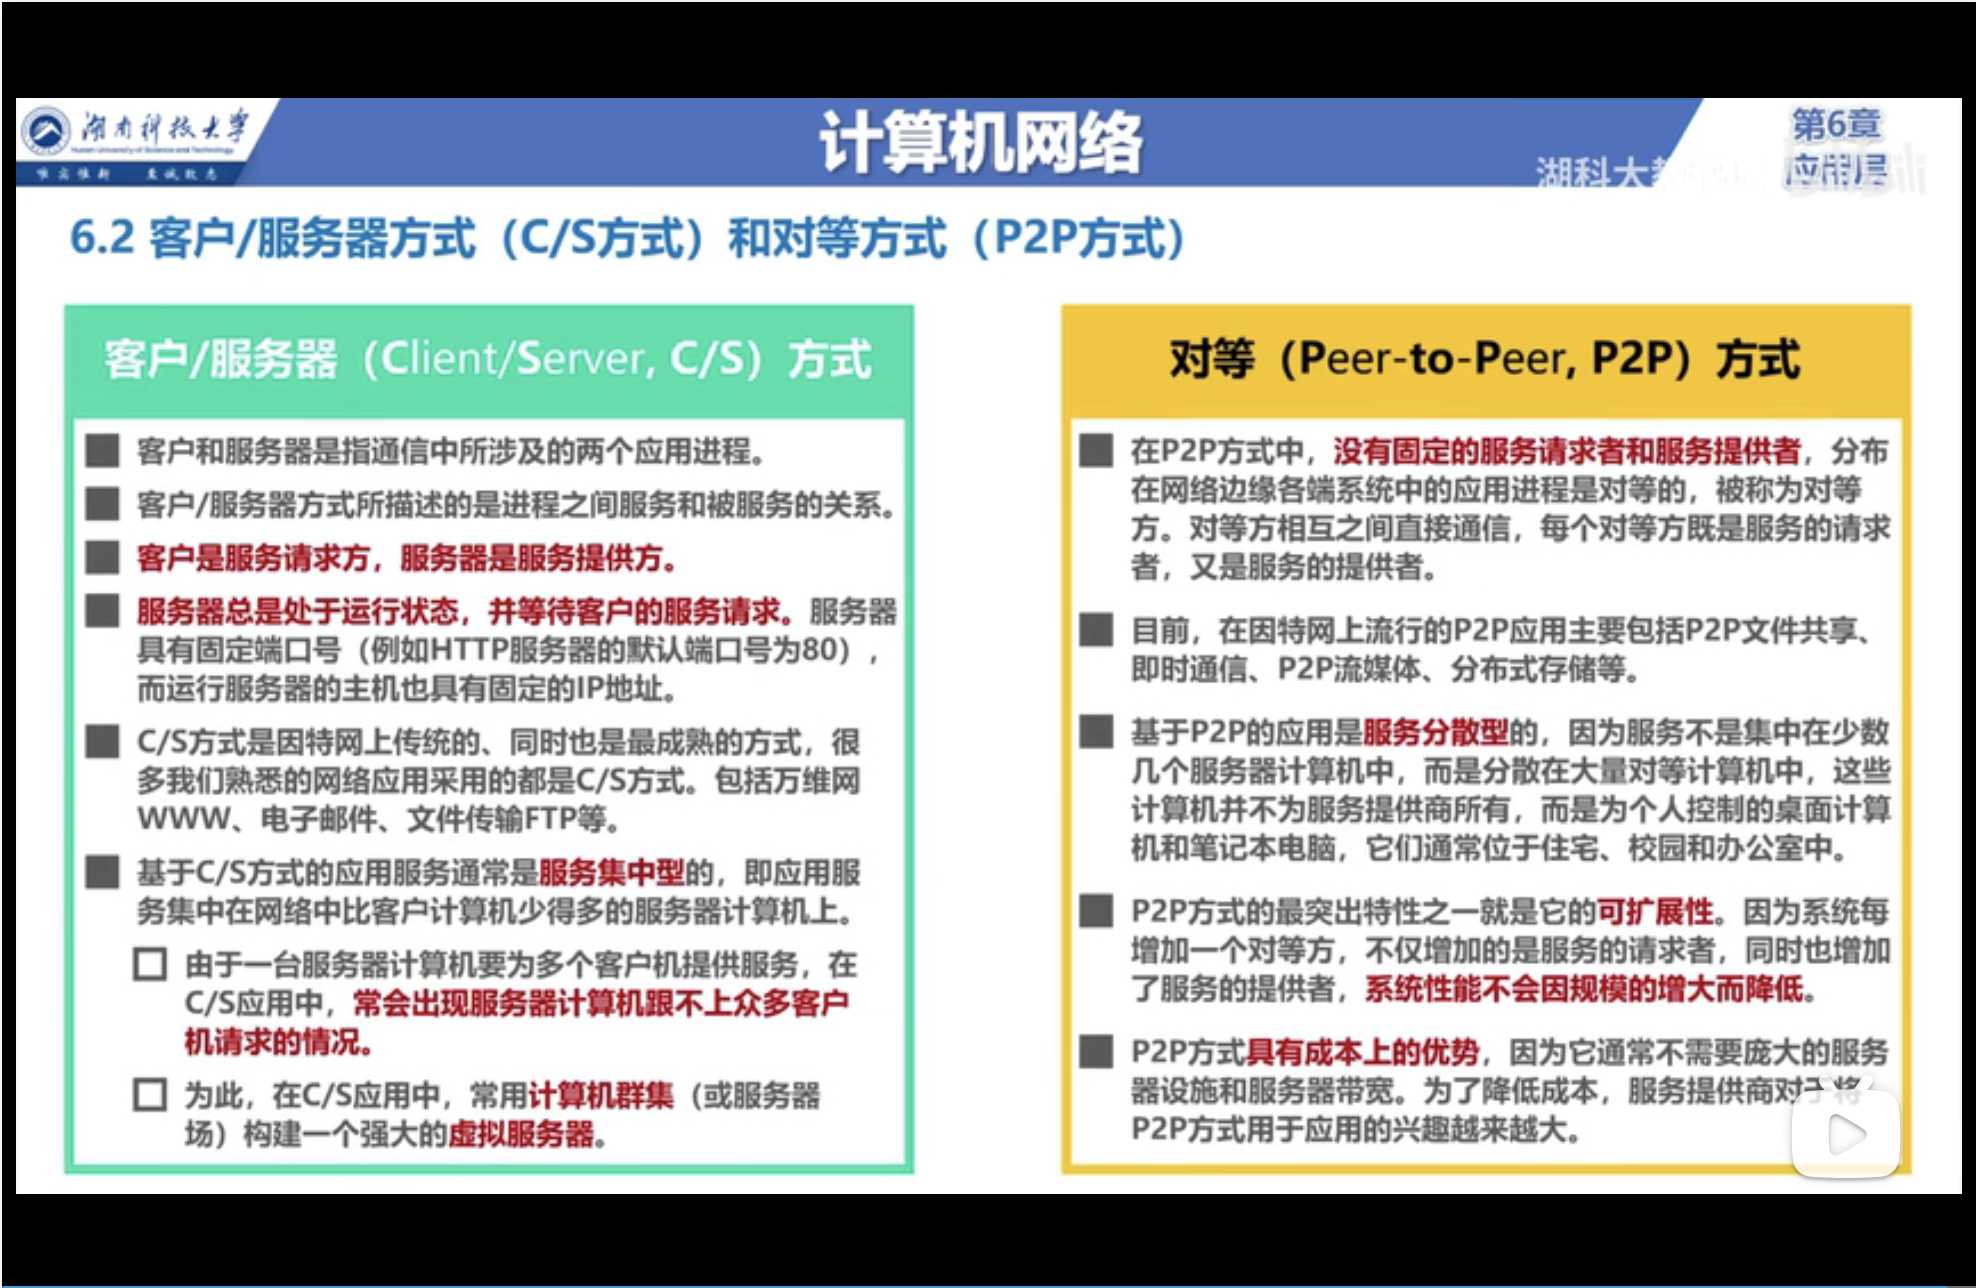 湖南科技大学
Hunan University of Science and Technology
唯实惟新 至诚致志
计算机网络
第6章
应用层
湖科大教
6.2 客户/服务器方式（C/S方式）和对等方式（P2P方式）
客户/服务器（Client/Server, C/S）方式
客户和服务器是指通信中所涉及的两个应用进程。
客户/服务器方式所描述的是进程之间服务和被服务的关系。
客户是服务请求方，服务器是服务提供方。
服务器总是处于运行状态，并等待客户的服务请求。服务器
具有固定端口号（例如HTTP服务器的默认端口号为80），
而运行服务器的主机也具有固定的IP地址。
C/S方式是因特网上传统的、同时也是最成熟的方式，很
多我们熟悉的网络应用采用的都是C/S方式。包括万维网
WWW、电子邮件、文件传输FTP等。
基于C/S方式的应用服务通常是服务集中型的，即应用服
务集中在网络中比客户计算机少得多的服务器计算机上。
由于一台服务器计算机要为多个客户机提供服务，在
C/S应用中，常会出现服务器计算机跟不上众多客户
机请求的情况。
为此，在C/S应用中，常用计算机群集（或服务器
场）构建一个强大的虚拟服务器。
对等（Peer-to-Peer, P2P）方式
在P2P方式中，没有固定的服务请求者和服务提供者，分布
在网络边缘各端系统中的应用进程是对等的，被称为对等
方。对等方相互之间直接通信，每个对等方既是服务的请求
者，又是服务的提供者。
目前，在因特网上流行的P2P应用主要包括P2P文件共享、
即时通信、P2P流媒体、分布式存储等。
基于P2P的应用是服务分散型的，因为服务不是集中在少数
几个服务器计算机中，而是分散在大量对等计算机中，这些
计算机并不为服务提供商所有，而是为个人控制的桌面计算
机和笔记本电脑，它们通常位于住宅、校园和办公室中。
P2P方式的最突出特性之一就是它的可扩展性。因为系统每
增加一个对等方，不仅增加的是服务的请求者，同时也增加
了服务的提供者，系统性能不会因规模的增大而降低。
P2P方式具有成本上的优势，因为它通常不需要庞大的服务
器设施和服务器带宽。为了降低成本，服务提供商对于将
P2P方式用于应用的兴趣越来越大。